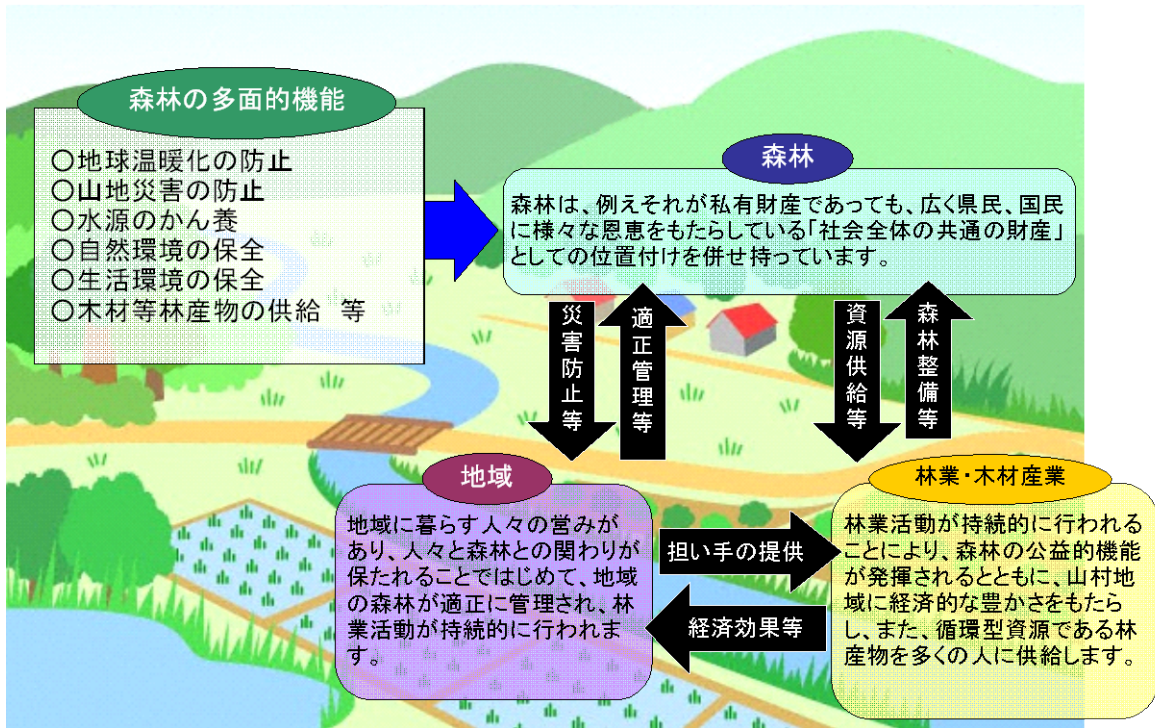 森林の多面的機能
○地球温暖化の防止
○山地災害の防止
○水源のかん養
○自然環境の保全
○生活環境の保全
○木材等林産物の供給　等
森林
森林は、例えそれが私有財産であっても、広く県民、国民
に様々な恩恵をもたらしている「社会全体の共通の財産」
としての位置付けを併せ持っています。
災害防止等
適正管理等
資源供給等
森林整備等
地域
地域に暮らす人々の営みが
あり、人々と森林との関わりが
保たれることではじめて、地域
の森林が適正に管理され、林
業活動が持続的に行われま
す。
担い手の提供
経済効果等
林業・木材産業
林業活動が持続的に行われる
ことにより、森林の公益的機能
が発揮されるとともに、山村地
域に経済的な豊かさをもたら
し、また、循環型資源である林
産物を多くの人に供給します。